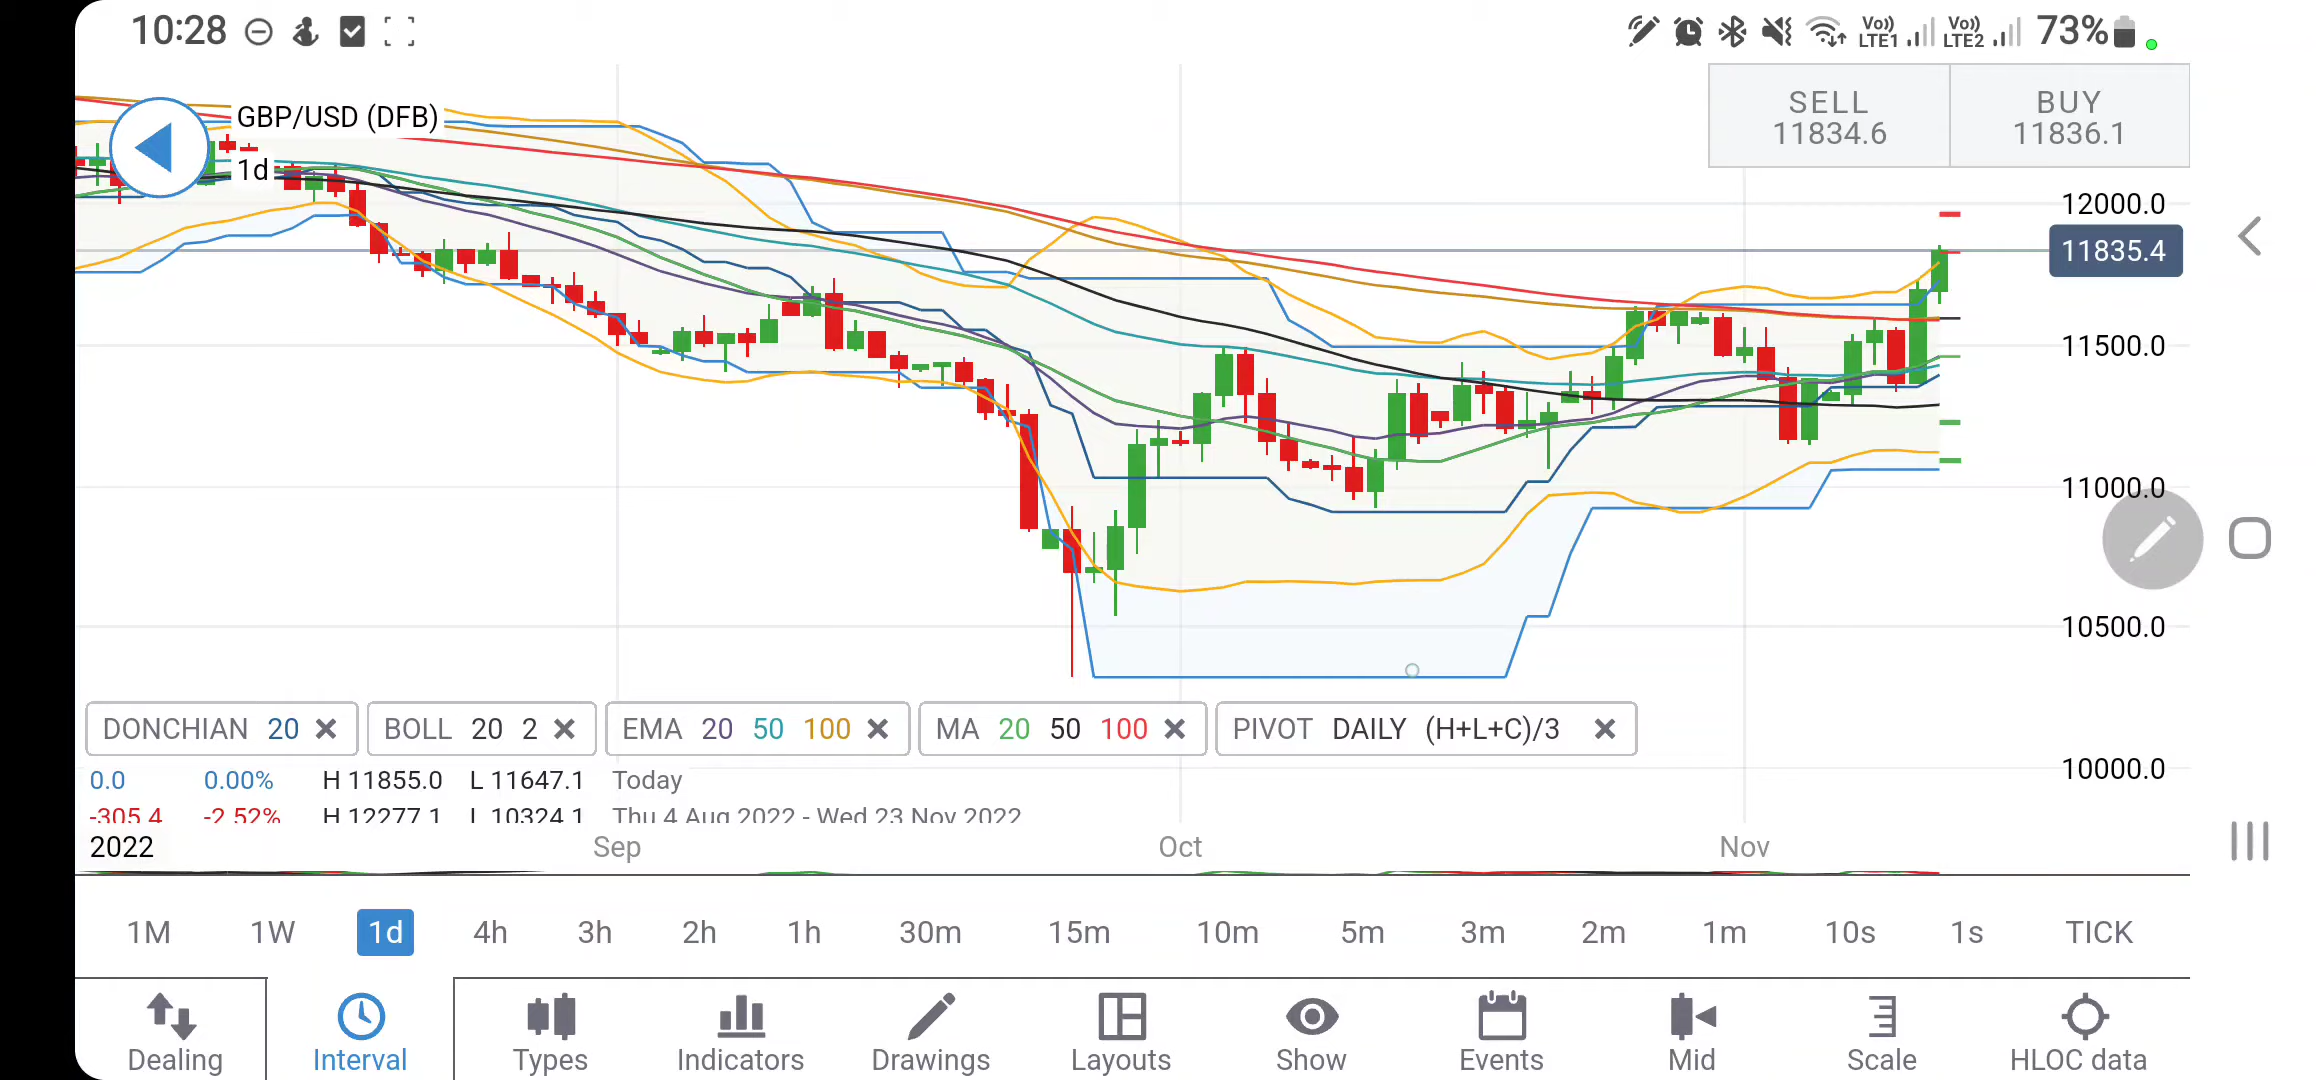 10:28
Vo)) LTE1 Vo)) LTE2 73%
GBP/USD (DFB)
1d
SELL BUY
11834.6 11836.1
12000.0
11835.4
11500.0
11000.0
10500.0
10000.0
DONCHIAN 20 BOLL 20 2 EMA 20 50 100 MA 20 50 100 PIVOT DAILY (H+L+C)/3
0.0 0.00% H 11855.0 L 11647.1 Today
-305.4 -2.52% H 12277.1 L 10324.1 Thu 4 Aug 2022 - Wed 23 Nov 2022
2022 Sep Oct Nov
1M 1W 1d 4h 3h 2h 1h 30m 15m 10m 5m 3m 2m 1m 10s 1s TICK
Dealing Interval Types Indicators Drawings Layouts Show Events Mid Scale HLOC data